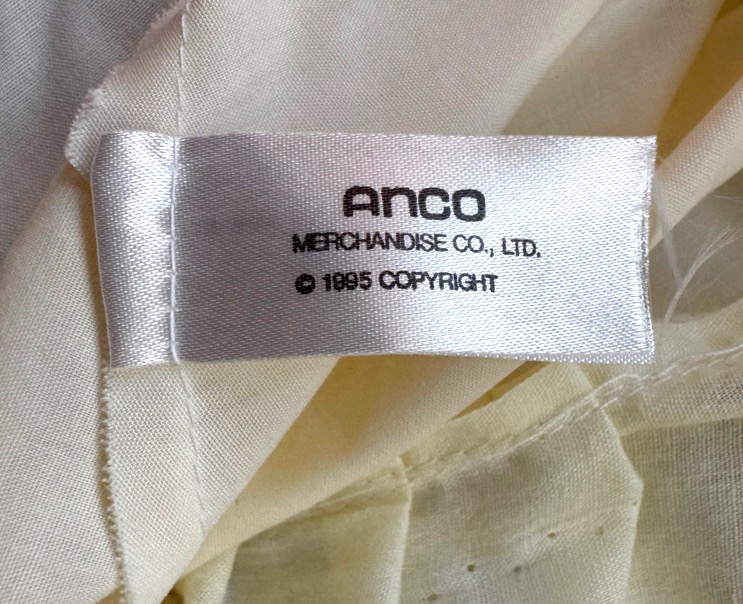 ANCO
MERCHANDISE CO., LTD.
© 1995 COPYRIGHT